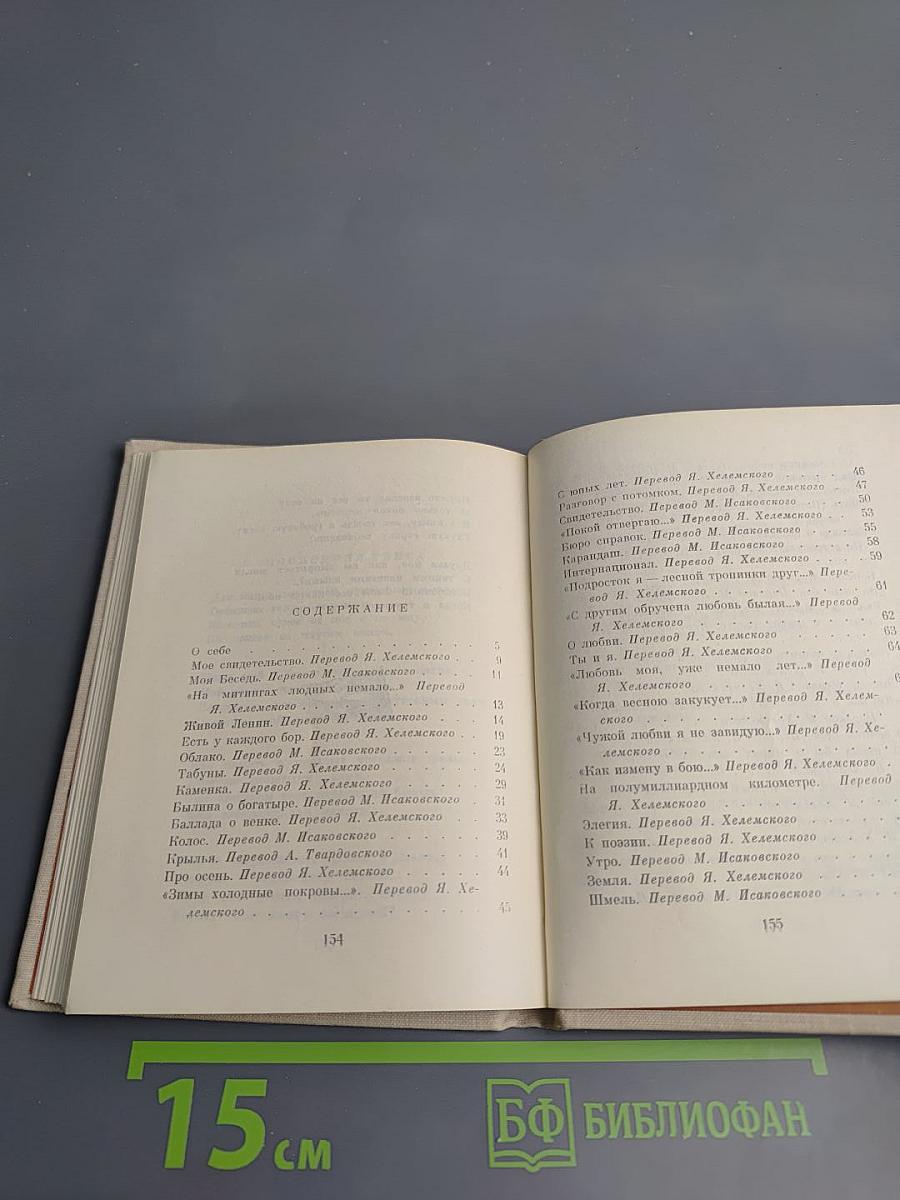 СОДЕРЖАНИЕ
О себе . . . . . . . . . . . . . . 5
Мое свидетельство. Перевод Я. Хелемского . . 9
Моя Беседь. Перевод М. Исаковского . . . . 11
«На митингах людных немало...» Перевод
Я. Хелемского . . . . . . . . . . . 13
Живой Ленин. Перевод Я. Хелемского . . . 14
Есть у каждого бор. Перевод Я. Хелемского . . 19
Облако. Перевод М. Исаковского . . . . . 23
Табуны. Перевод Я. Хелемского . . . . . 24
Каменка. Перевод Я. Хелемского . . . . . 29
Былина о богатыре. Перевод М. Исаковского . 31
Баллада о венке. Перевод Я. Хелемского . . . 33
Колос. Перевод М. Исаковского . . . . . 39
Крылья. Перевод А. Твардовского . . . . . 41
Про осень. Перевод Я. Хелемского . . . . . 44
«Зимы холодные покровы...». Перевод Я. Хе-
лемского . . . . . . . . . . . . . 45
154
С юных лет. Перевод Я. Хелемского . . . . 46
Разговор с потомком. Перевод Я. Хелемского . 47
Свидетельство. Перевод М. Исаковского . . . 50
«Покой отвергаю...» Перевод Я. Хелемского . . 53
Бюро справок. Перевод М. Исаковского . . . 55
Карандаш. Перевод М. Исаковского . . . . 58
Интернационал. Перевод Я. Хелемского . . . 59
«Подросток я — лесной тропинки друг...» Пере-
вод Я. Хелемского . . . . . . . . . . 61
«С другим обручена любовь былая...» Перевод
Я. Хелемского . . . . . . . . . . . 62
О любви. Перевод Я. Хелемского . . . . . 63
Ты и я. Перевод Я. Хелемского . . . . . 64
«Любовь моя, уже немало лет...» Перевод
Я. Хелемского . . . . . . . . . . . 6
«Когда весною закукует...» Перевод Я. Хелем-
ского . . . . . . . . . . . . .
«Чужой любви я не завидую...» Перевод Я. Хе-
лемского . . . . . . . . . . . .
«Как измену в бою...» Перевод Я. Хелемского .
На полумиллиардном километре. Перевод
Я. Хелемского . . . . . . . . . .
Элегия. Перевод Я. Хелемского . . . . .
К поэзии. Перевод Я. Хелемского . . . .
Утро. Перевод М. Исаковского . . . . .
Земля. Перевод Я. Хелемского . . . . .
Шмель. Перевод М. Исаковского . . . .
155
15 см
БФ БИБЛИОФАН